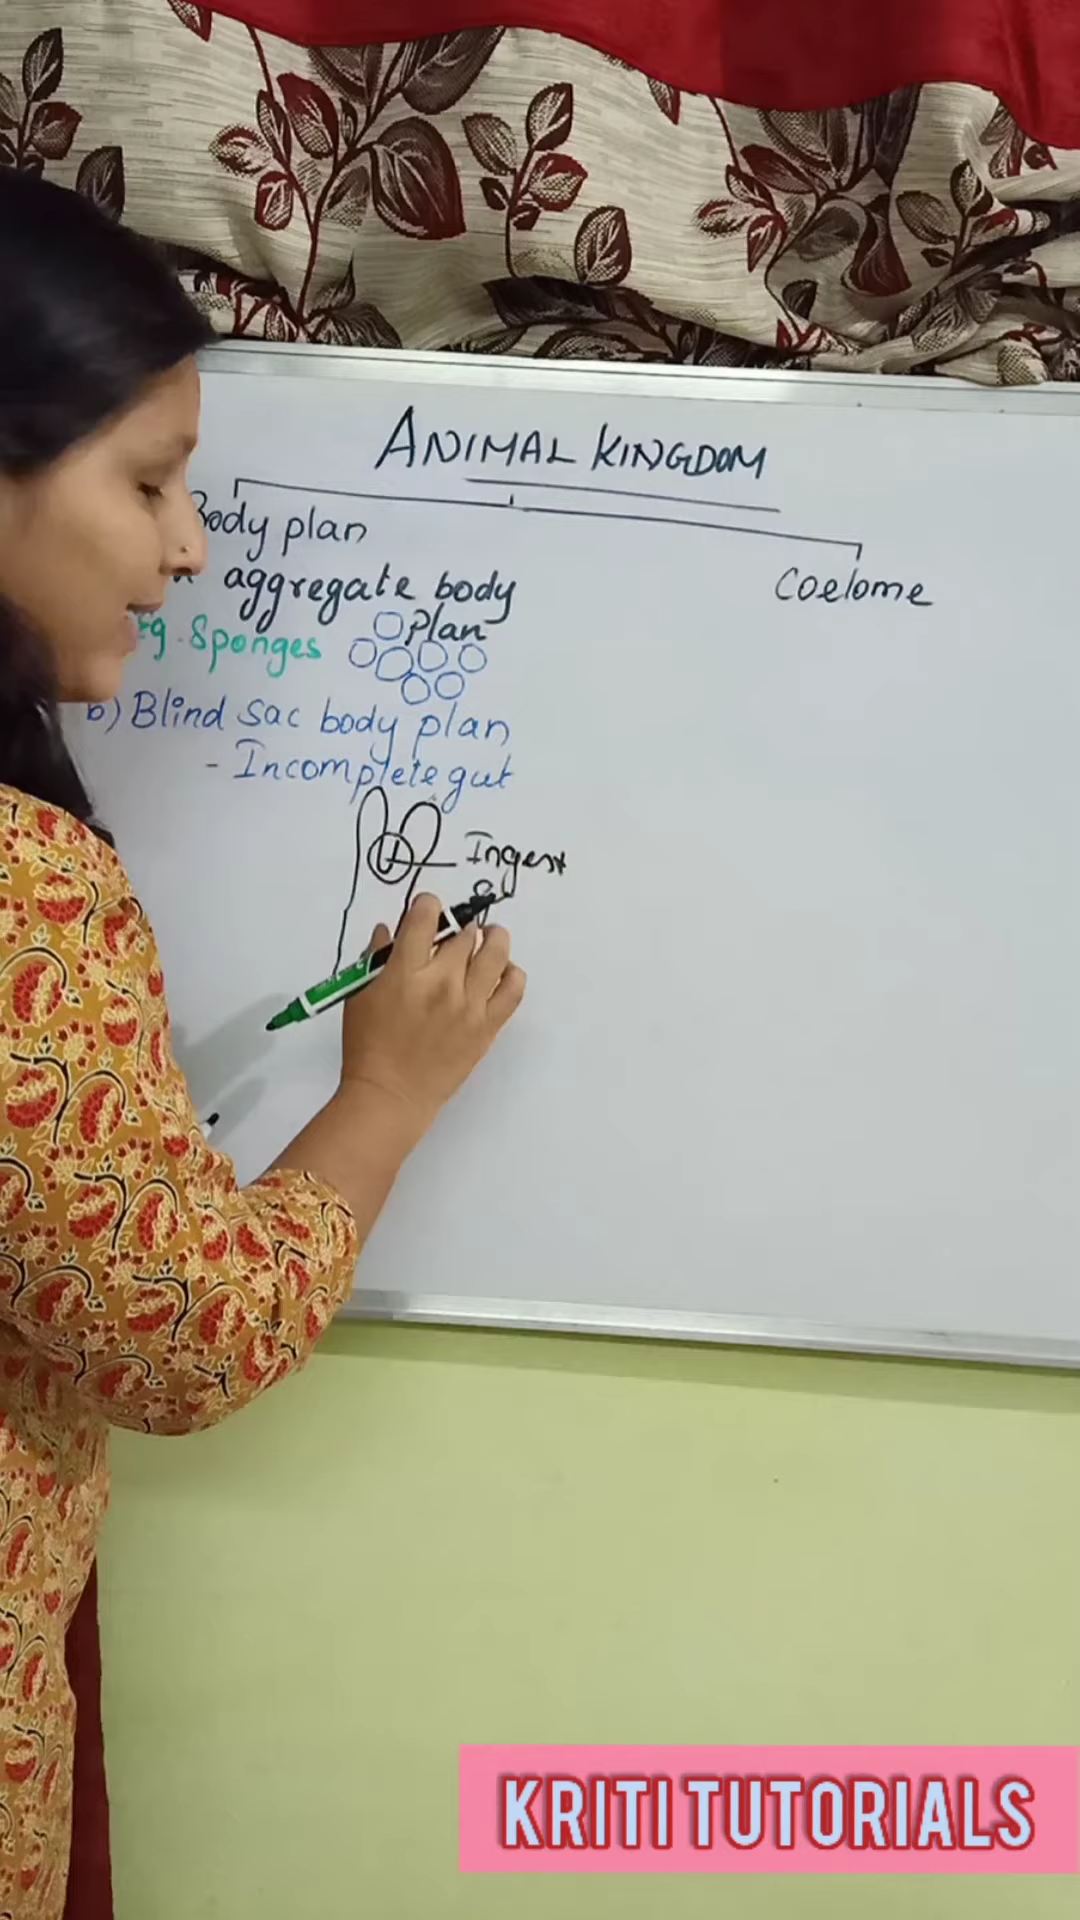 ANIMAL KINGDOM
Body plan
Coelome
aggregate body
Plan
Eg. Sponges
b) Blind sac body plan
- Incomplete gut
Ingest
KRITI TUTORIALS